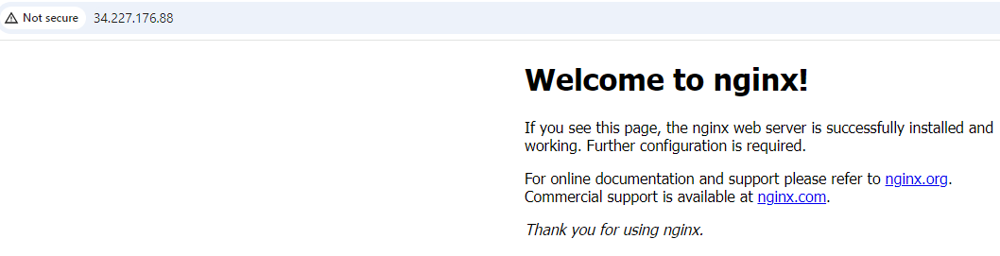 Not secure 34.227.176.88
Welcome to nginx!
If you see this page, the nginx web server is successfully installed and
working. Further configuration is required.
For online documentation and support please refer to nginx.org.
Commercial support is available at nginx.com.
Thank you for using nginx.